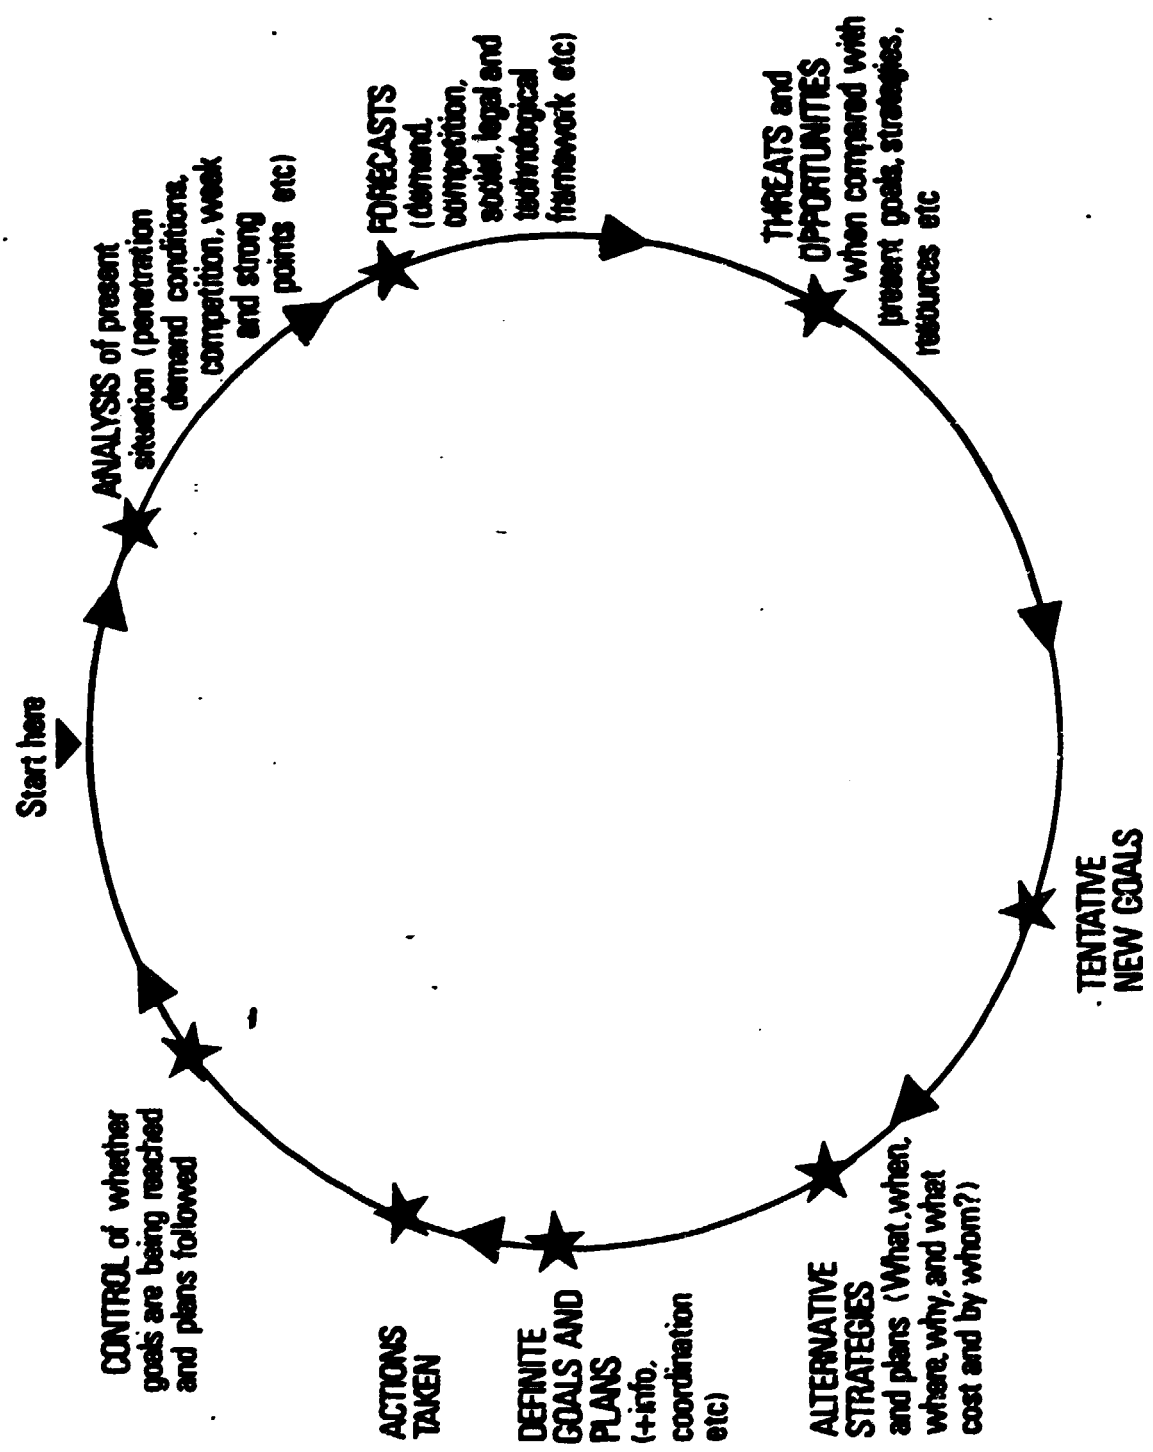 Start here
ANALYSIS of present
situation (penetration
demand conditions,
competition, week
and strong
points etc)
FORECASTS
(demand,
competition,
social, legal and
technological
framework etc)
THREATS and
OPPORTUNITIES
When compared with
present goals, strategies,
resources etc
TENTATIVE
NEW GOALS
ALTERNATIVE
STRATEGIES
and plans (What, when,
where, why, and what
cost and by whom?)
DEFINITE
GOALS AND
PLANS
(+info,
coordination
etc)
ACTIONS
TAKEN
CONTROL of whether
goals are being reached
and plans followed